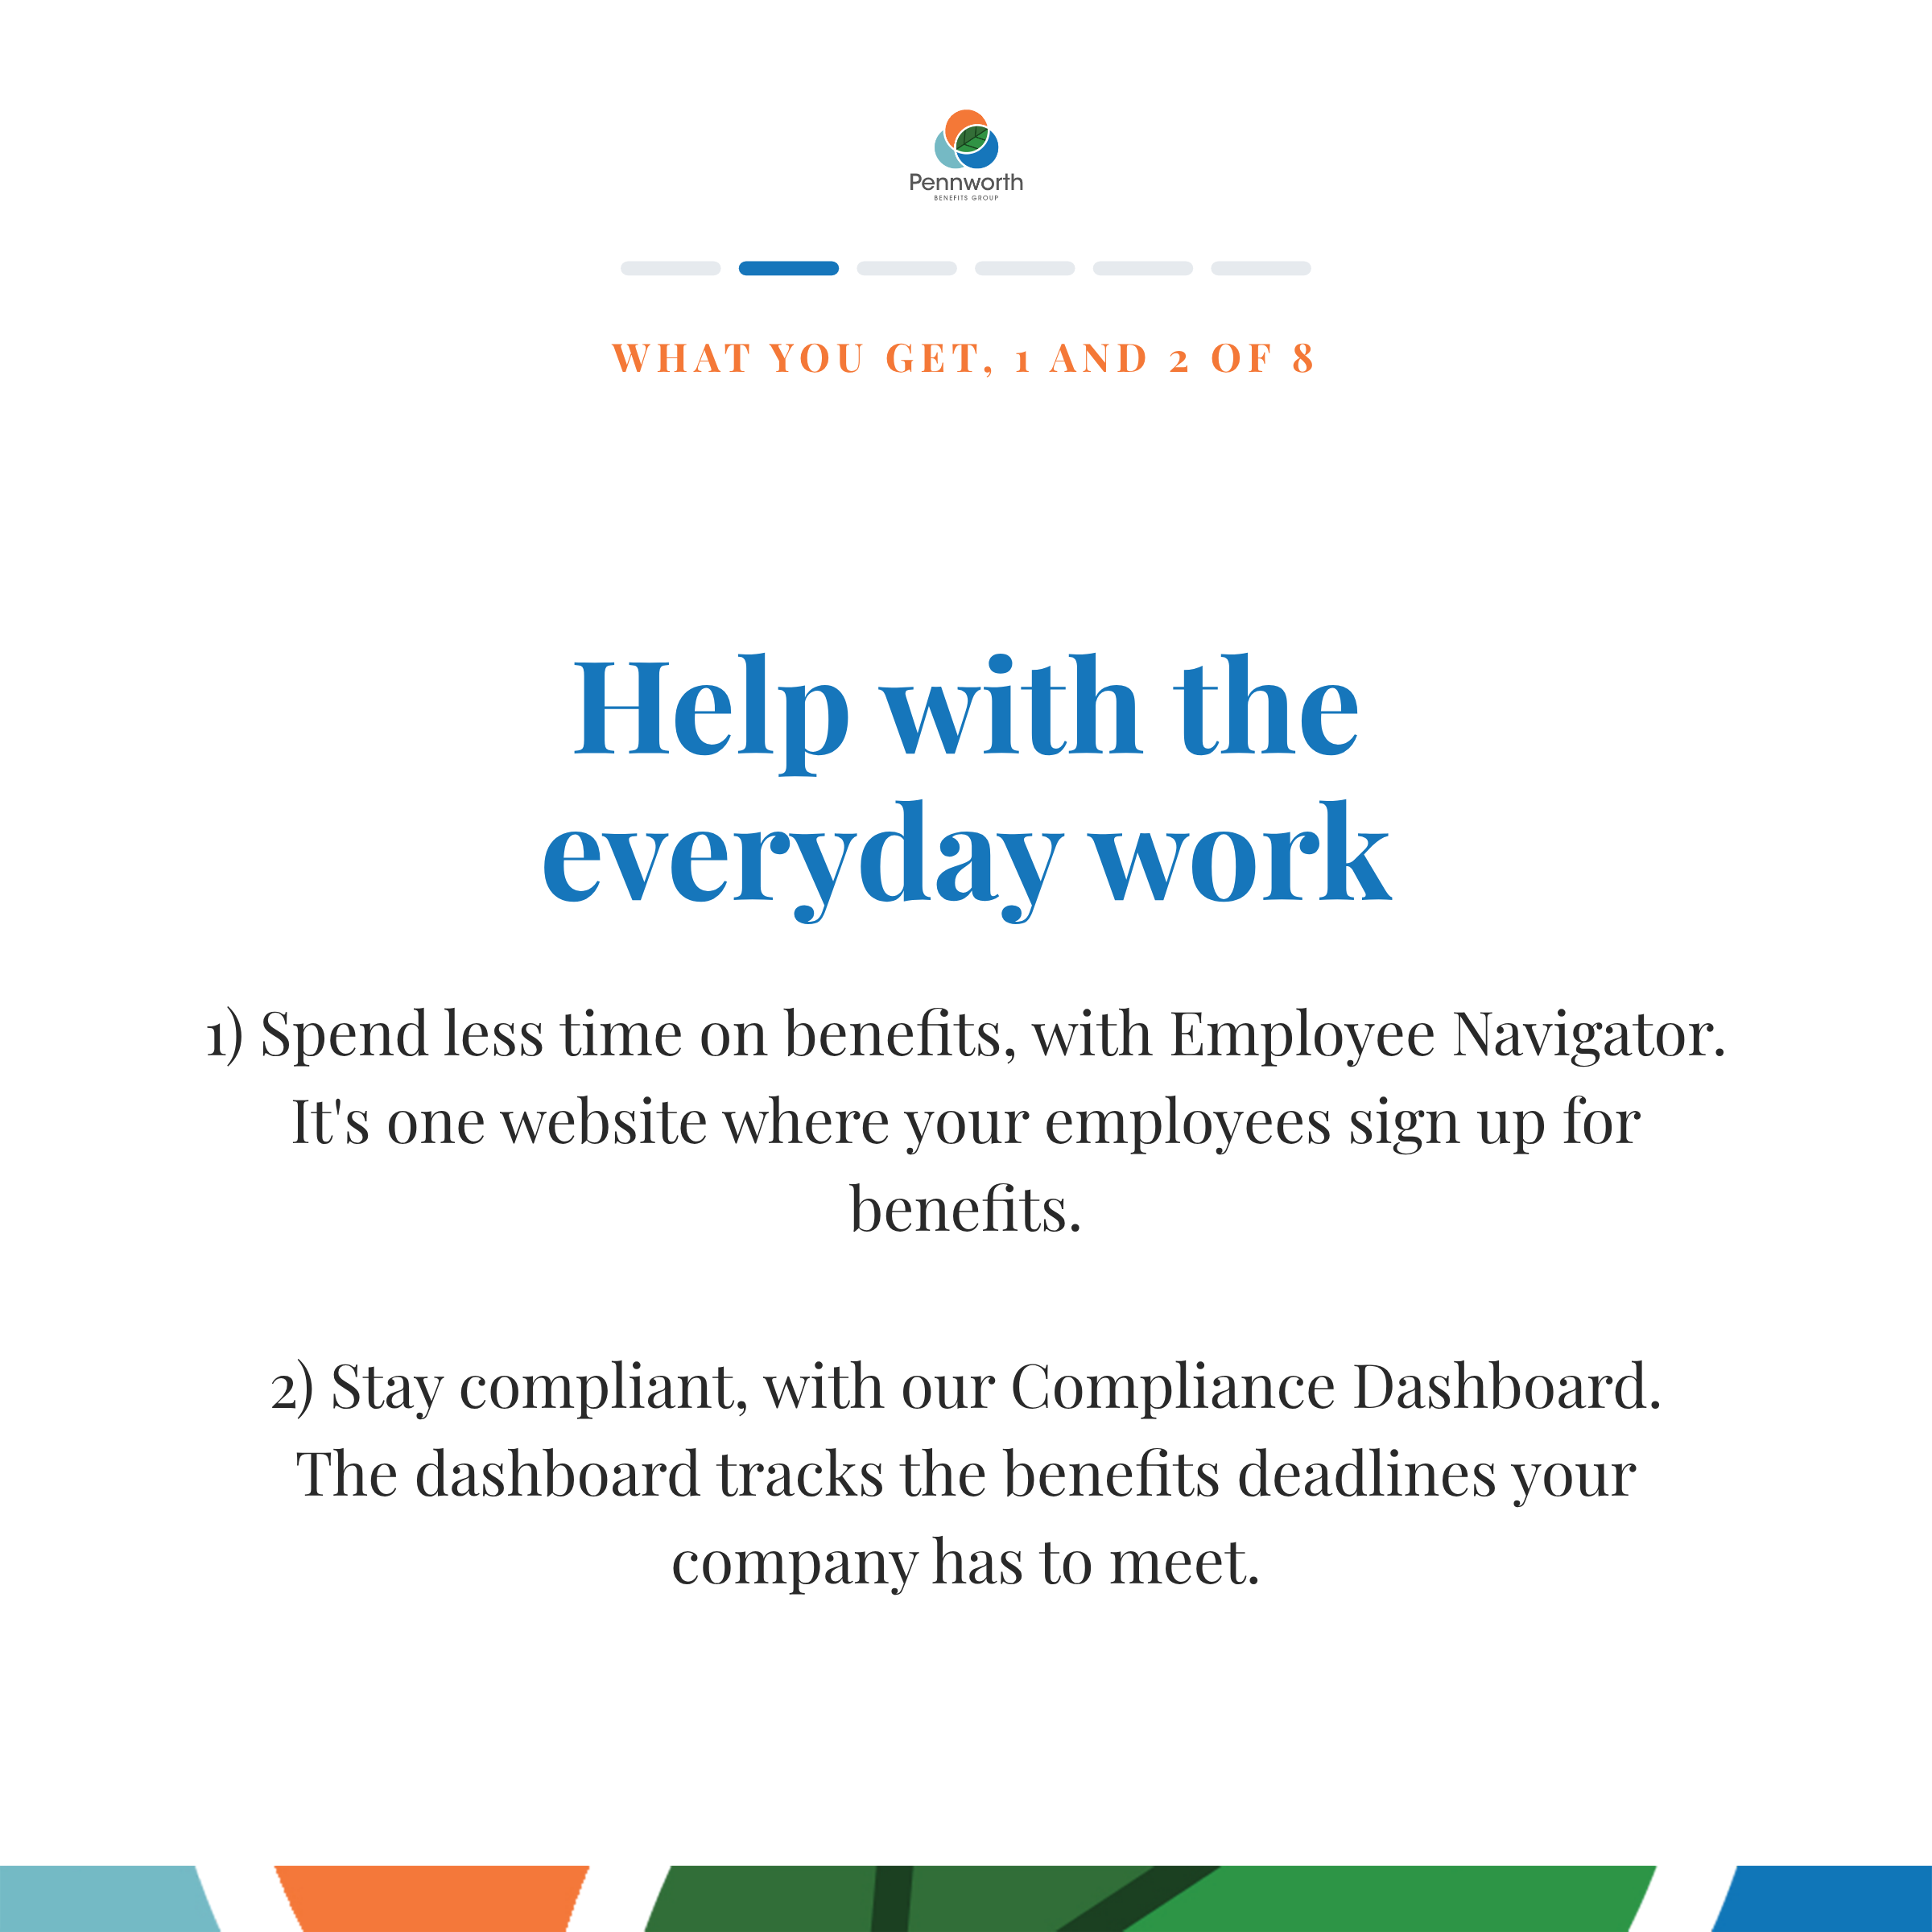 Pennworth
BENEFITS GROUP
WHAT YOU GET, 1 AND 2 OF 8
Help with the
everyday work
1) Spend less time on benefits, with Employee Navigator.
It's one website where your employees sign up for
benefits.
2) Stay compliant, with our Compliance Dashboard.
The dashboard tracks the benefits deadlines your
company has to meet.